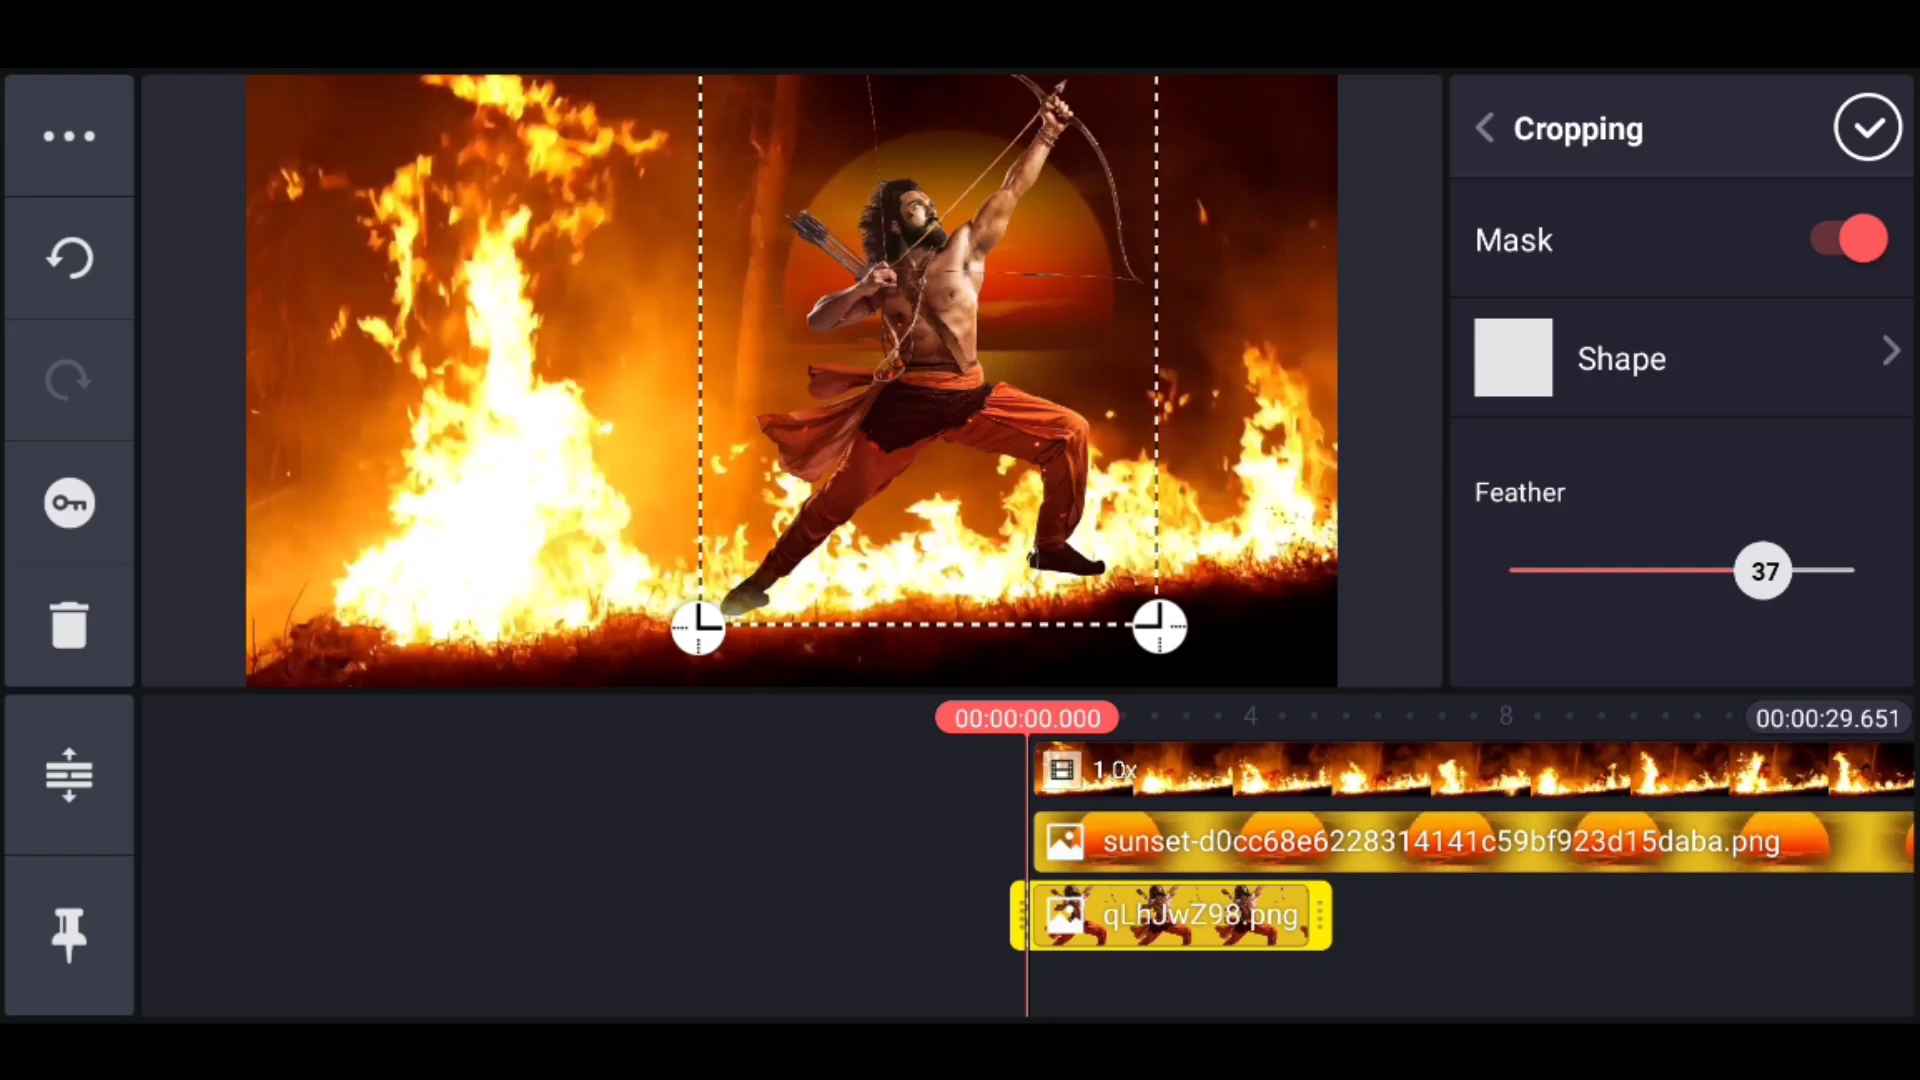 Cropping
Mask
Shape
Feather
37
00:00:00.000
4
8
00:00:29.651
1.0x
sunset-d0cc68e6228314141c59bf923d15daba.png
qLhJwZ98.png